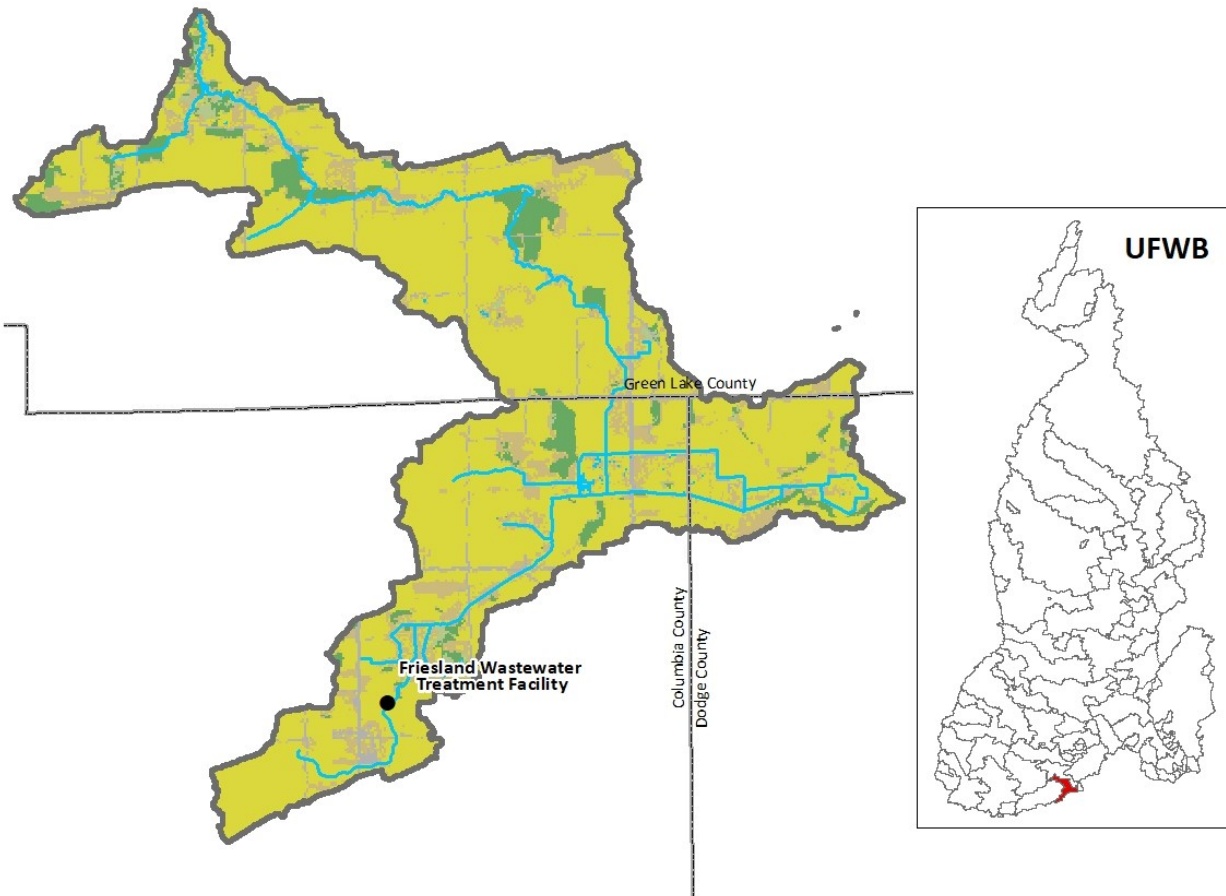 UFWB
Green Lake County
Columbia County
Dodge County
Friesland Wastewater
Treatment Facility